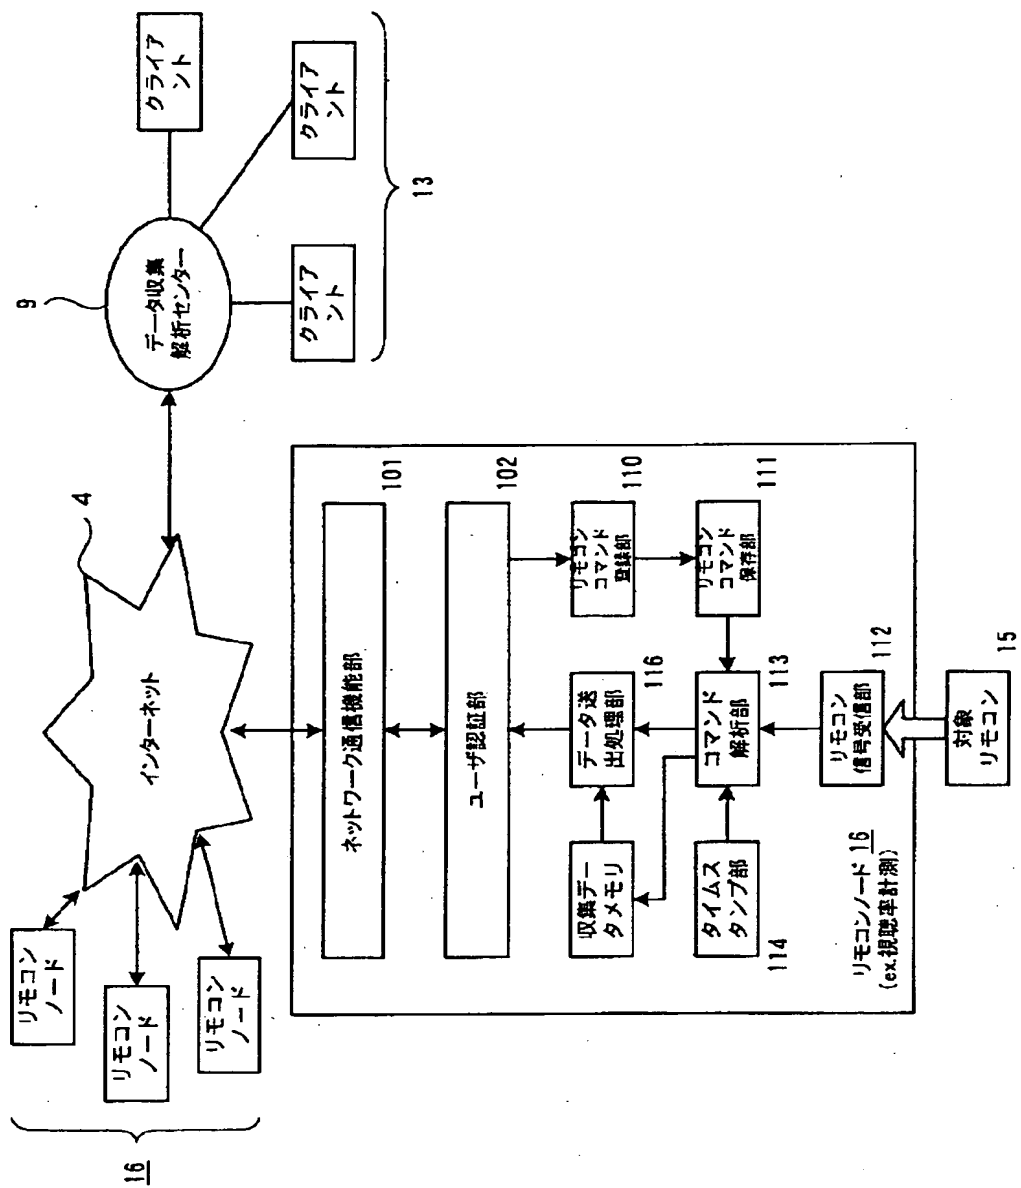 16
リモコン
ノード
リモコン
ノード
リモコン
ノード
インターネット
4
9
データ収集
解析センター
クライア
ント
クライア
ント
クライア
ント
13
ネットワーク通信機能部
101
ユーザ認証部
102
収集デー
タメモリ
データ送
出処理部
116
リモコン
コマンド
登録部
110
タイムス
タンプ部
114
コマンド
解析部
113
リモコン
コマンド
保存部
111
リモコン
信号受信部
112
リモコンノード 16
(ex.視聴率計測)
対象
リモコン
15